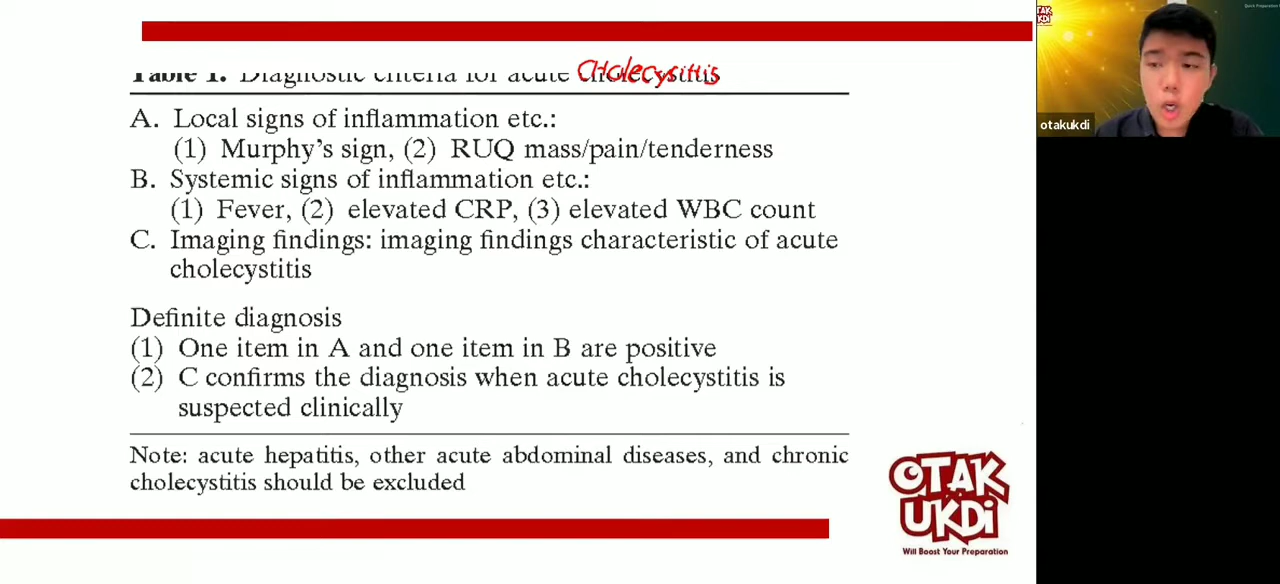 Table 1. Diagnostic criteria for acute Cholecystitis
A. Local signs of inflammation etc.:
(1) Murphy's sign, (2) RUQ mass/pain/tenderness
B. Systemic signs of inflammation etc.:
(1) Fever, (2) elevated CRP, (3) elevated WBC count
C. Imaging findings: imaging findings characteristic of acute
cholecystitis
Definite diagnosis
(1) One item in A and one item in B are positive
(2) C confirms the diagnosis when acute cholecystitis is
suspected clinically
Note: acute hepatitis, other acute abdominal diseases, and chronic
cholecystitis should be excluded
OTAK
UKDi
Will Boost Your Preparation
TAK
KDi
otakukdi